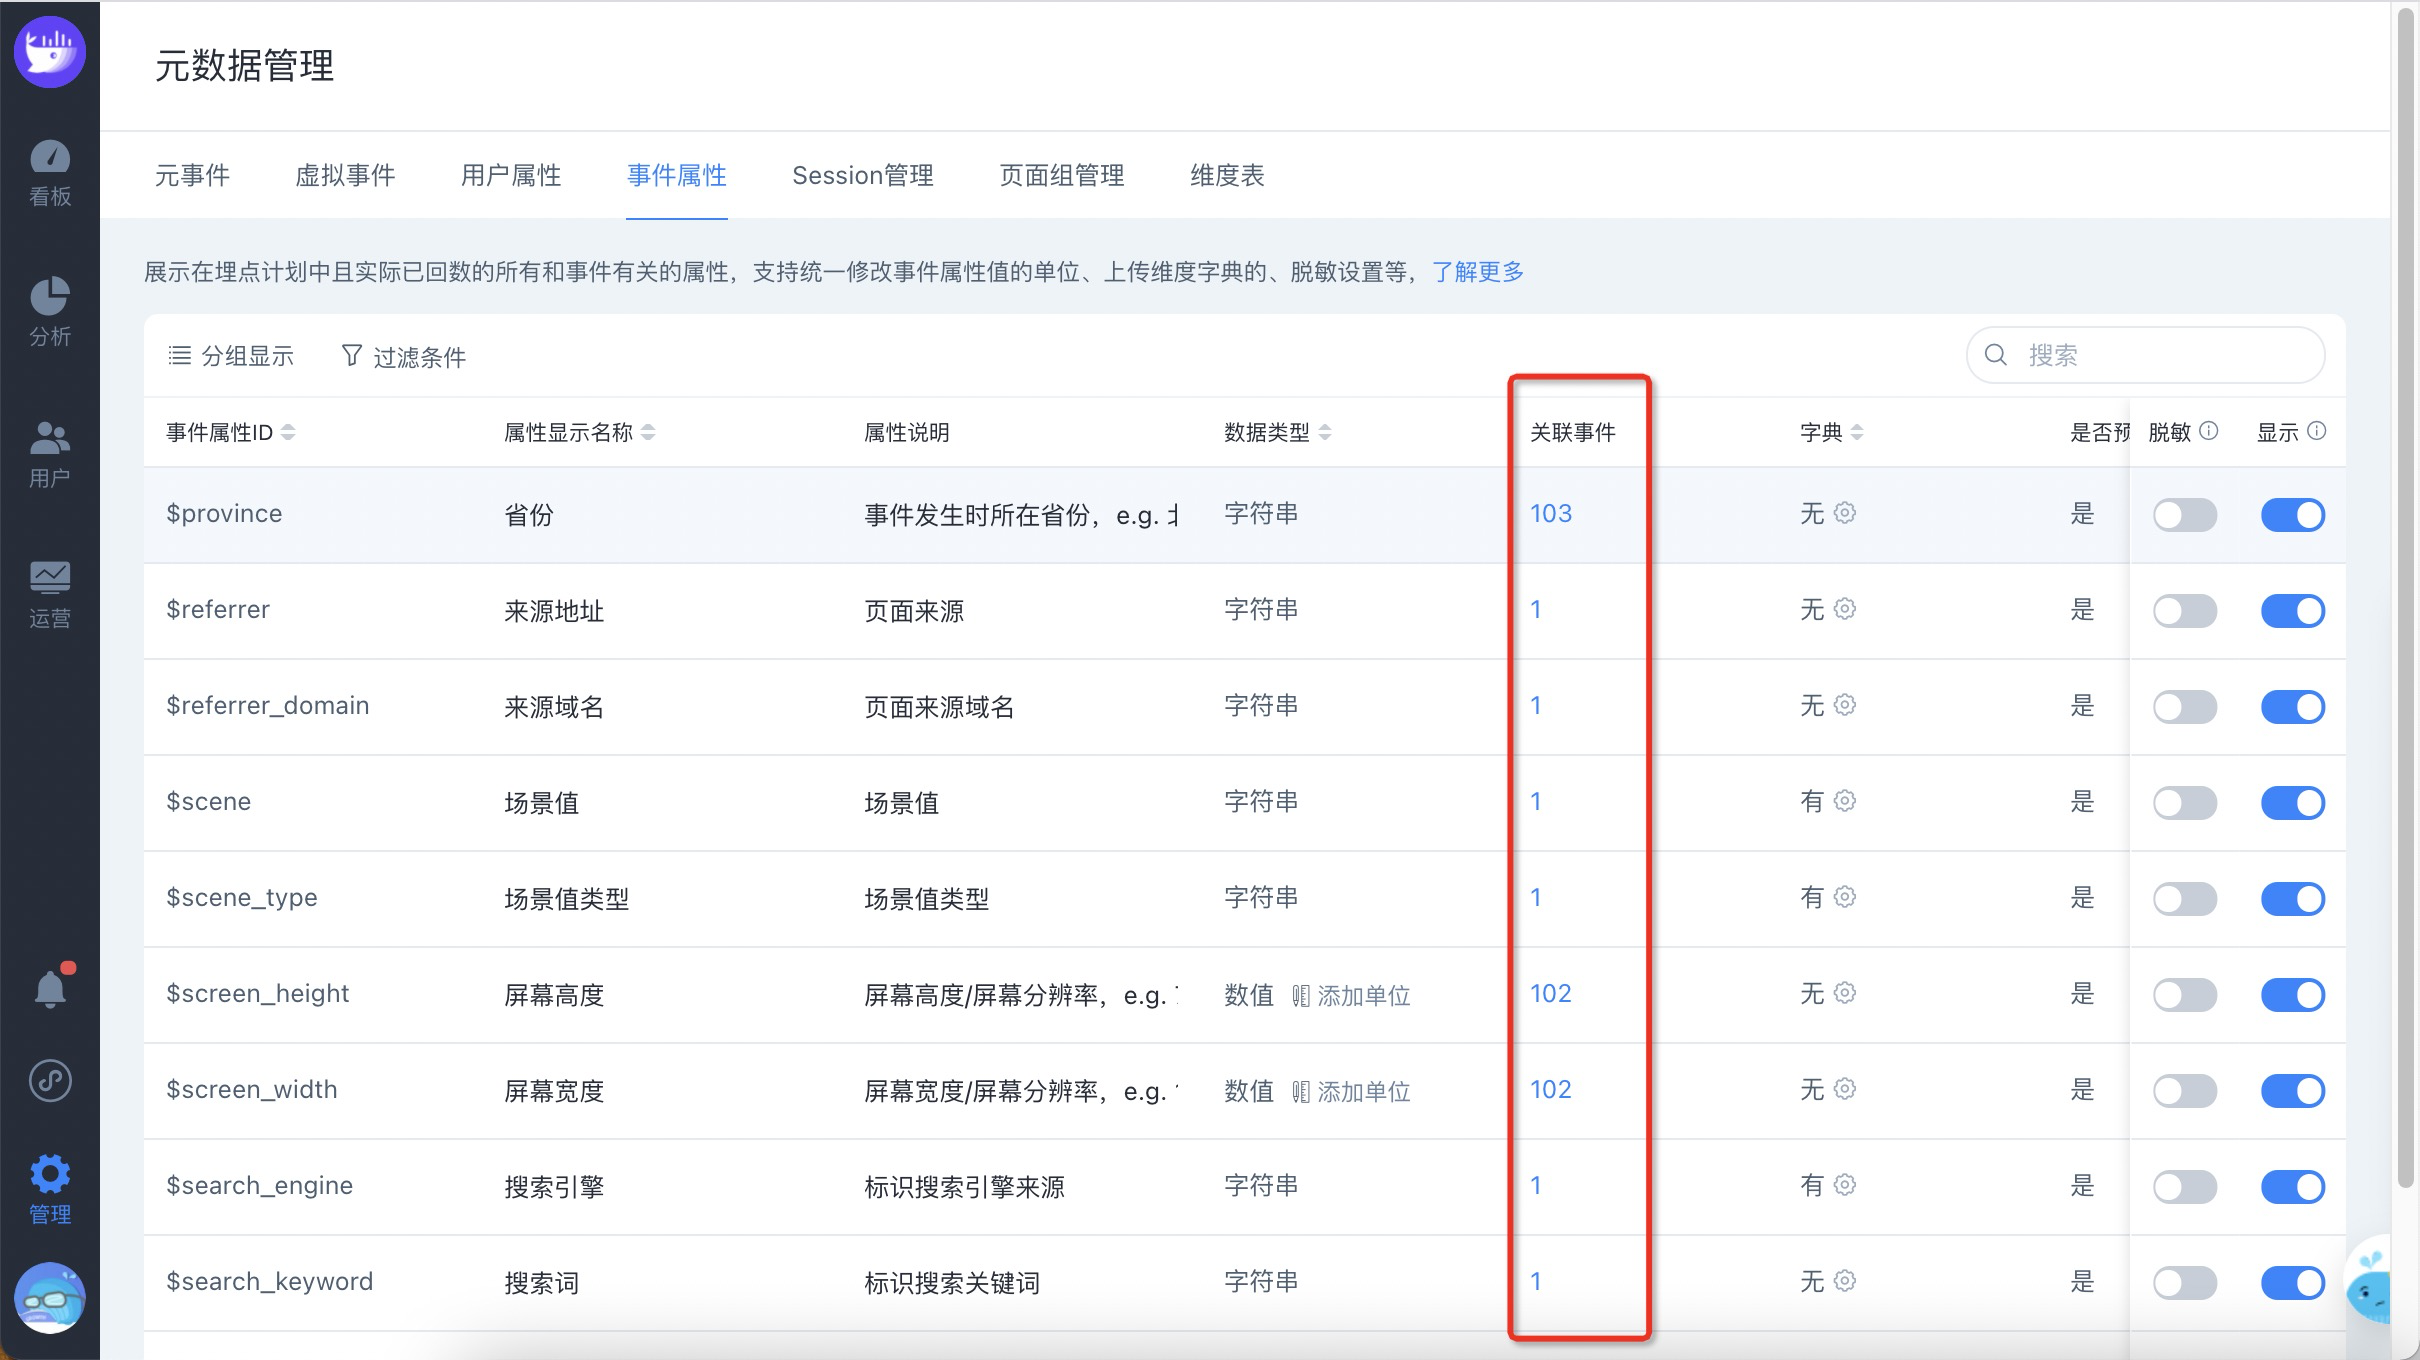 元数据管理
元事件 虚拟事件 用户属性 事件属性 Session管理 页面组管理 维度表
展示在埋点计划中且实际已回数的所有和事件有关的属性，支持统一修改事件属性值的单位、上传维度字典的、脱敏设置等，了解更多
分组显示 过滤条件 搜索
事件属性ID 属性显示名称 属性说明 数据类型 关联事件 字典 是否预 脱敏 显示
$province 省份 事件发生时所在省份，e.g. 字符串 103 无 是
$referrer 来源地址 页面来源 字符串 1 无 是
$referrer_domain 来源域名 页面来源域名 字符串 1 无 是
$scene 场景值 场景值 字符串 1 有 是
$scene_type 场景值类型 场景值类型 字符串 1 有 是
$screen_height 屏幕高度 屏幕高度/屏幕分辨率，e.g. 数值 添加单位 102 无 是
$screen_width 屏幕宽度 屏幕宽度/屏幕分辨率，e.g. 数值 添加单位 102 无 是
$search_engine 搜索引擎 标识搜索引擎来源 字符串 1 有 是
$search_keyword 搜索词 标识搜索关键词 字符串 1 无 是
看板
分析
用户
运营
管理